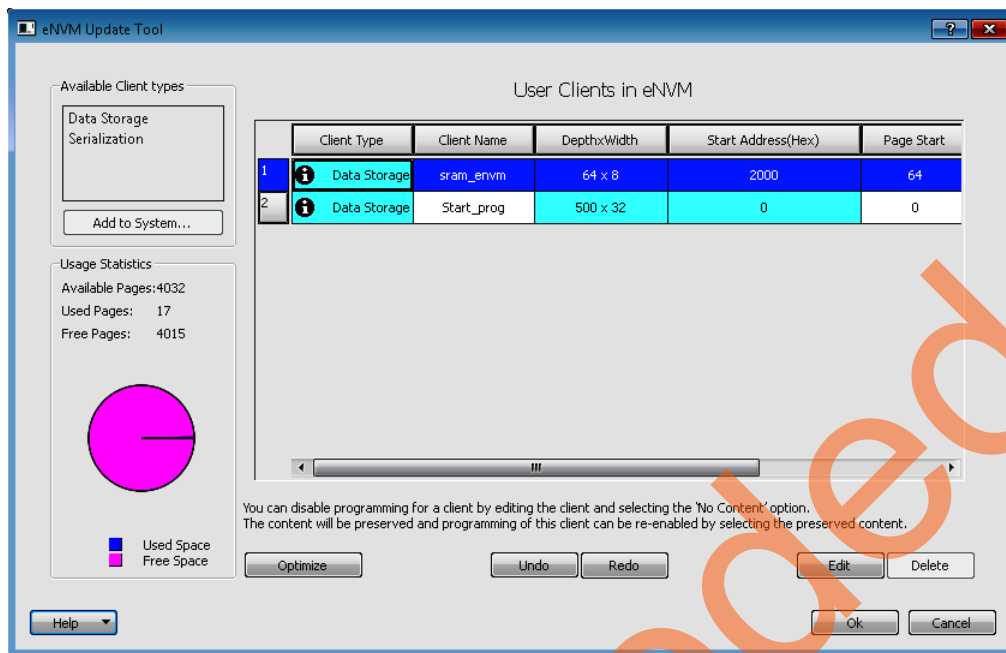 eNVM Update Tool
Available Client types
Data Storage
Serialization
Add to System...
Usage Statistics
Available Pages:4032
Used Pages: 17
Free Pages: 4015
Used Space
Free Space
User Clients in eNVM
Client Type Client Name DepthxWidth Start Address(Hex) Page Start
1 Data Storage sram_envm 64 x 8 2000 64
2 Data Storage Start_prog 500 x 32 0 0
You can disable programming for a client by editing the client and selecting the 'No Content' option.
The content will be preserved and programming of this client can be re-enabled by selecting the preserved content.
Optimize Undo Redo Edit Delete
Help Ok Cancel